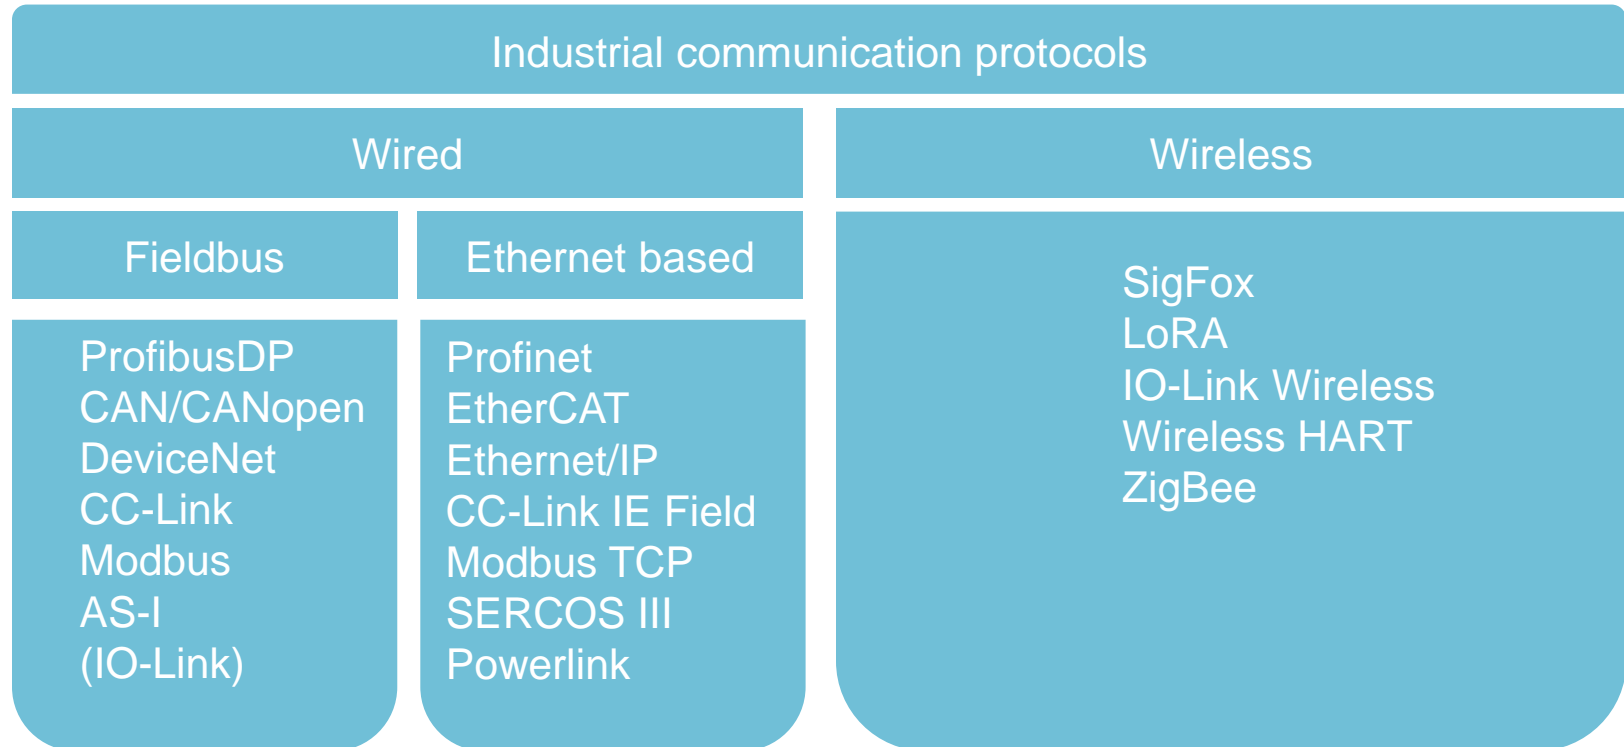 Industrial communication protocols
Wired
Wireless
Fieldbus
Ethernet based
ProfibusDP
CAN/CANopen
DeviceNet
CC-Link
Modbus
AS-I
(IO-Link)
Profinet
EtherCAT
Ethernet/IP
CC-Link IE Field
Modbus TCP
SERCOS III
Powerlink
SigFox
LoRA
IO-Link Wireless
Wireless HART
ZigBee